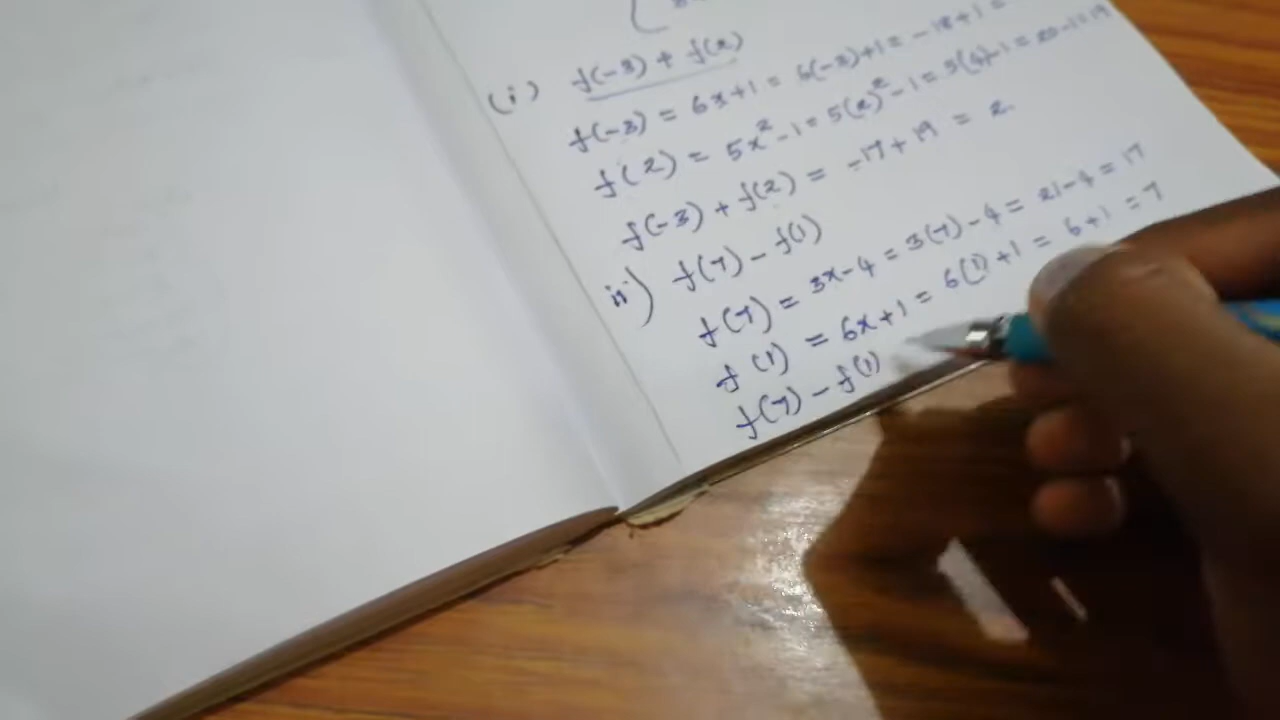 (i) f(-3) + f(2)
f(-3) = 6x+1 = 6(-3)+1 = -18+1 =
f(2) = 5x²-1 = 5(2)²-1 = 5(4)-1 = 20-1=19
f(-3) + f(2) = -17+19 = 2.
ii) f(7) - f(1)
f(7) = 3x-4 = 3(7)-4 = 21-4 = 17
f(1) = 6x+1 = 6(1)+1 = 6+1 = 7
f(7) - f(1)